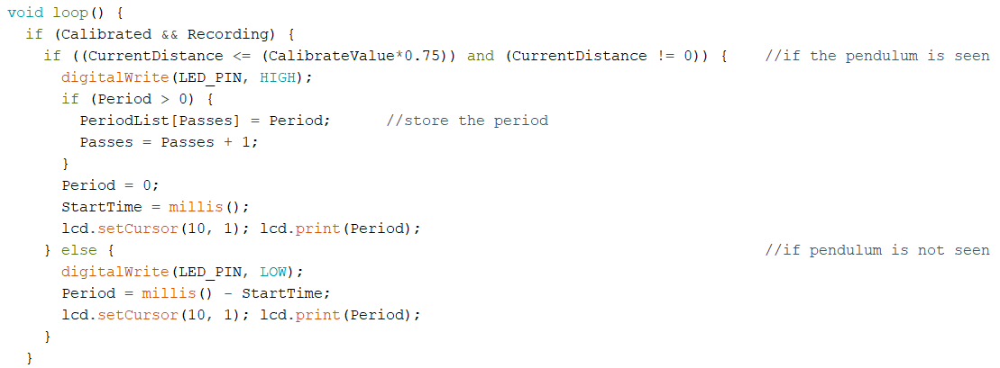 void loop() {
  if (Calibrated && Recording) {
    if ((CurrentDistance <= (CalibrateValue*0.75)) and (CurrentDistance != 0)) {    //if the pendulum is seen
      digitalWrite(LED_PIN, HIGH);
      if (Period > 0) {
        PeriodList[Passes] = Period;      //store the period
        Passes = Passes + 1;
      }
      Period = 0;
      StartTime = millis();
      lcd.setCursor(10, 1); lcd.print(Period);
    } else {                                                                        //if pendulum is not seen
      digitalWrite(LED_PIN, LOW);
      Period = millis() - StartTime;
      lcd.setCursor(10, 1); lcd.print(Period);
    }
  }